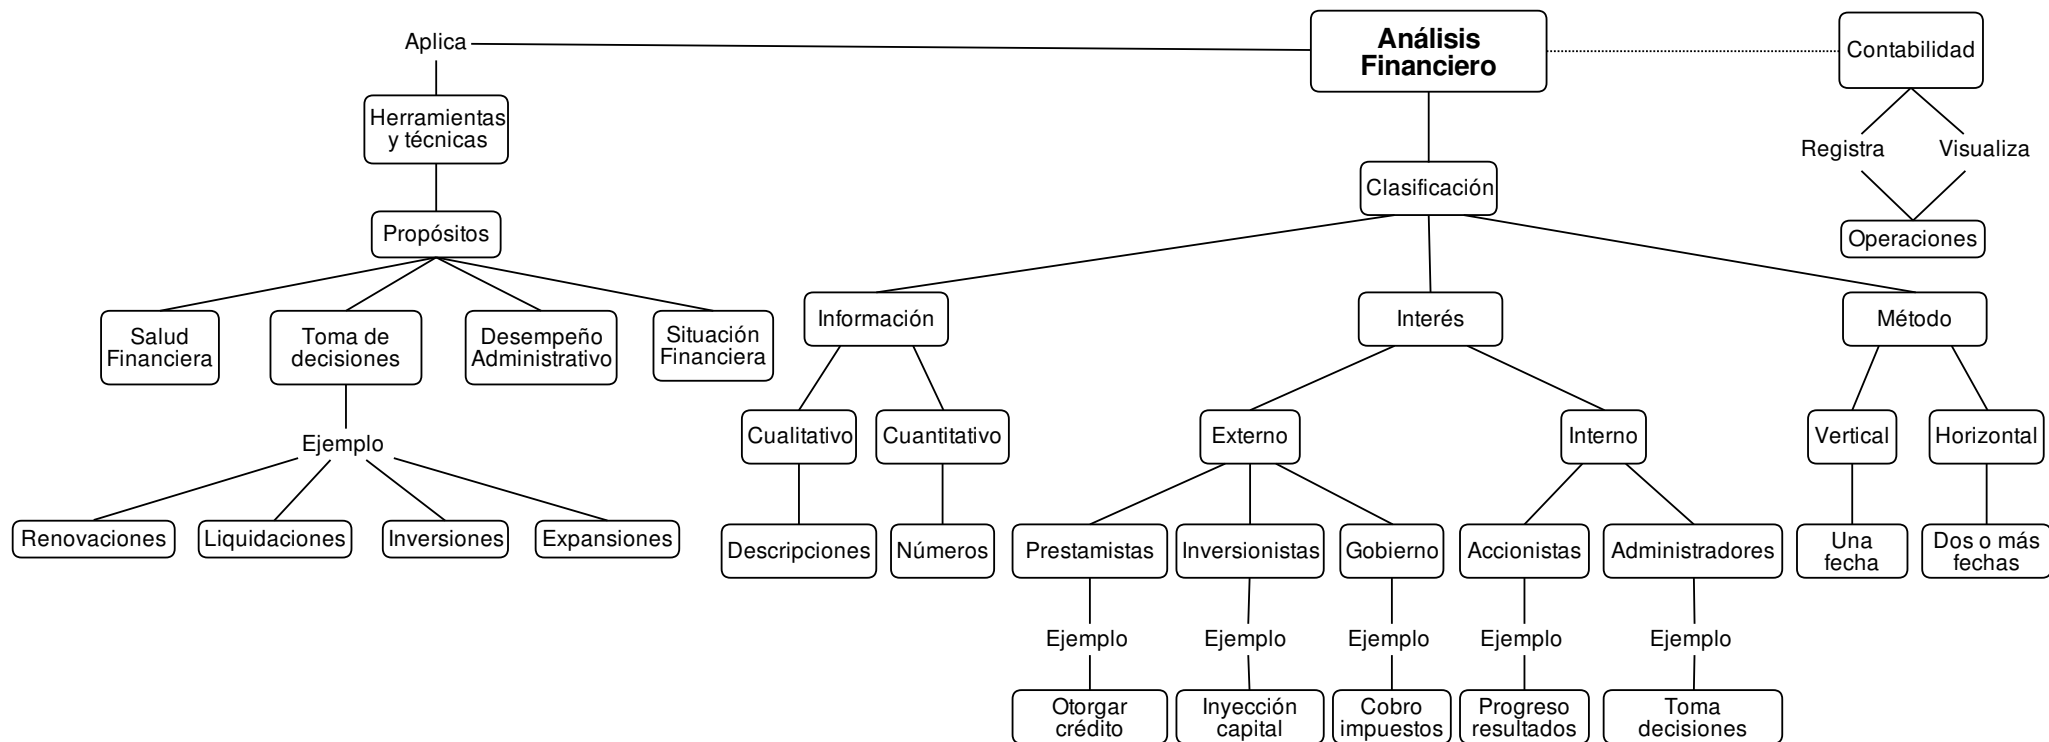 Análisis
Financiero
Contabilidad
Aplica
Herramientas
y técnicas
Registra
Visualiza
Clasificación
Propósitos
Operaciones
Salud
Financiera
Toma de
decisiones
Desempeño
Administrativo
Situación
Financiera
Información
Interés
Método
Ejemplo
Cualitativo
Cuantitativo
Externo
Interno
Vertical
Horizontal
Renovaciones
Liquidaciones
Inversiones
Expansiones
Descripciones
Números
Prestamistas
Inversionistas
Gobierno
Accionistas
Administradores
Una
fecha
Dos o más
fechas
Ejemplo
Ejemplo
Ejemplo
Ejemplo
Ejemplo
Otorgar
crédito
Inyección
capital
Cobro
impuestos
Progreso
resultados
Toma
decisiones